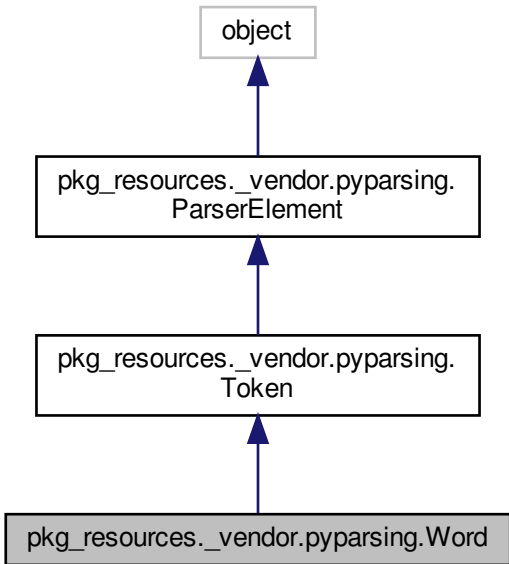 object
pkg_resources._vendor.pyparsing.
ParserElement
pkg_resources._vendor.pyparsing.
Token
pkg_resources._vendor.pyparsing.Word